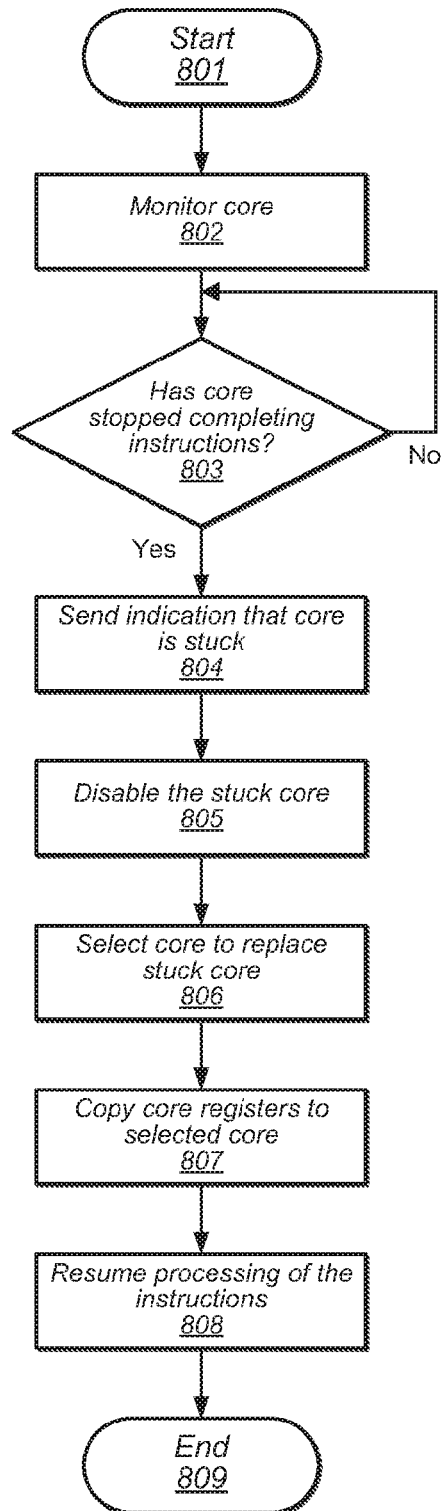 Start
801
Monitor core
802
Has core
stopped completing
instructions?
803
No
Yes
Send indication that core
is stuck
804
Disable the stuck core
805
Select core to replace
stuck core
806
Copy core registers to
selected core
807
Resume processing of the
instructions
808
End
809